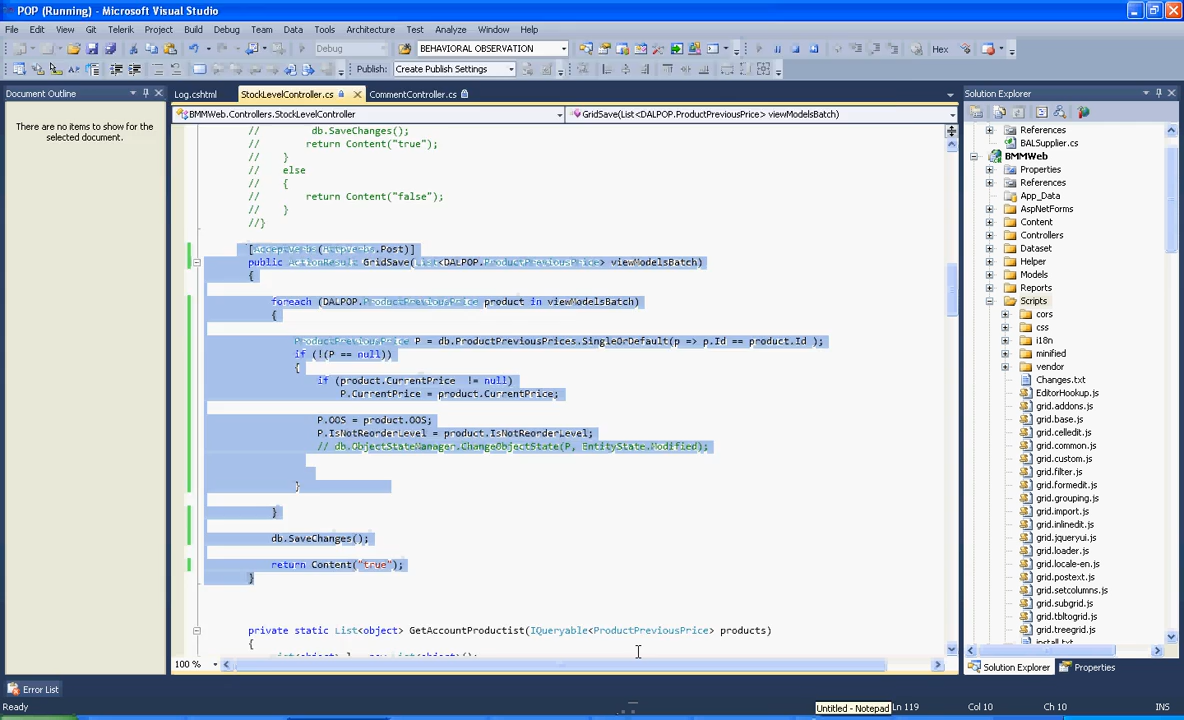 POP (Running) - Microsoft Visual Studio
File Edit View Git Telerik Project Build Debug Team Data Tools Architecture Test Analyze Window Help
Debug BEHAVIORAL OBSERVATION Hex
Publish: Create Publish Settings
Document Outline
There are no items to show for the
selected document.
Log.cshtml StockLevelController.cs CommentController.cs
BMMWeb.Controllers.StockLevelController GridSave(List<DALPOP.ProductPreviousPrice> viewModelsBatch)
// db.SaveChanges();
// return Content("true");
// }
// else
// {
// return Content("false");
// }
//}
[AcceptVerbs(HttpVerbs.Post)]
public ActionResult GridSave(List<DALPOP.ProductPreviousPrice> viewModelsBatch)
{
foreach (DALPOP.ProductPreviousPrice product in viewModelsBatch)
{
ProductPreviousPrice P = db.ProductPreviousPrices.SingleOrDefault(p => p.Id == product.Id );
if (!(P == null))
{
if (product.CurrentPrice != null)
P.CurrentPrice = product.CurrentPrice;
P.OOS = product.OOS;
P.IsNotReorderLevel = product.IsNotReorderLevel;
// db.ObjectStateManager.ChangeObjectState(P, EntityState.Modified);
}
}
db.SaveChanges();
return Content("true");
}
private static List<object> GetAccountProductist(IQueryable<ProductPreviousPrice> products)
{
100 %
Solution Explorer
References
BALSupplier.cs
BMMWeb
Properties
References
App_Data
AspNetForms
Content
Controllers
Dataset
Helper
Models
Reports
Scripts
cors
css
i18n
minified
vendor
Changes.txt
EditorHookup.js
grid.addons.js
grid.base.js
grid.celledit.js
grid.common.js
grid.custom.js
grid.filter.js
grid.formedit.js
grid.grouping.js
grid.import.js
grid.inlinedit.js
grid.jqueryui.js
grid.loader.js
grid.locale-en.js
grid.postext.js
grid.setcolumns.js
grid.subgrid.js
grid.tbltogrid.js
grid.treegrid.js
install.txt
Solution Explorer Properties
Error List
Ready Untitled - Notepad Ln 119 Col 10 Ch 10 INS